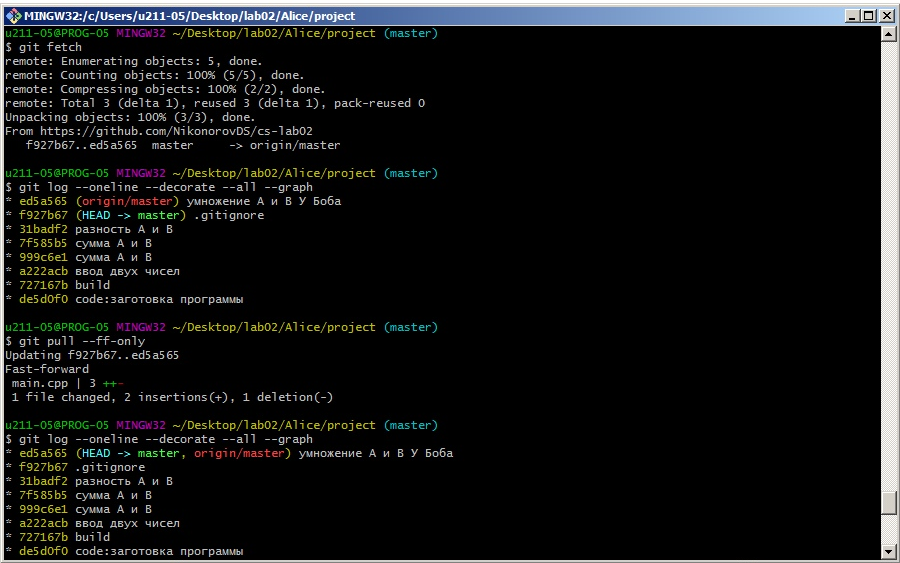 MINGW32:/c/Users/u211-05/Desktop/lab02/Alice/project
u211-05@PROG-05 MINGW32 ~/Desktop/lab02/Alice/project (master)
$ git fetch
remote: Enumerating objects: 5, done.
remote: Counting objects: 100% (5/5), done.
remote: Compressing objects: 100% (2/2), done.
remote: Total 3 (delta 1), reused 3 (delta 1), pack-reused 0
Unpacking objects: 100% (3/3), done.
From https://github.com/NikonorovDS/cs-lab02
   f927b67..ed5a565  master     -> origin/master

u211-05@PROG-05 MINGW32 ~/Desktop/lab02/Alice/project (master)
$ git log --oneline --decorate --all --graph
* ed5a565 (origin/master) умножение А и В У Боба
* f927b67 (HEAD -> master) .gitignore
* 31badf2 разность А и В
* 7f585b5 сумма А и В
* 999c6e1 сумма А и В
* a222acb ввод двух чисел
* 727167b build
* de5d0f0 code:заготовка программы

u211-05@PROG-05 MINGW32 ~/Desktop/lab02/Alice/project (master)
$ git pull --ff-only
Updating f927b67..ed5a565
Fast-forward
 main.cpp | 3 ++-
 1 file changed, 2 insertions(+), 1 deletion(-)

u211-05@PROG-05 MINGW32 ~/Desktop/lab02/Alice/project (master)
$ git log --oneline --decorate --all --graph
* ed5a565 (HEAD -> master, origin/master) умножение А и В У Боба
* f927b67 .gitignore
* 31badf2 разность А и В
* 7f585b5 сумма А и В
* 999c6e1 сумма А и В
* a222acb ввод двух чисел
* 727167b build
* de5d0f0 code:заготовка программы